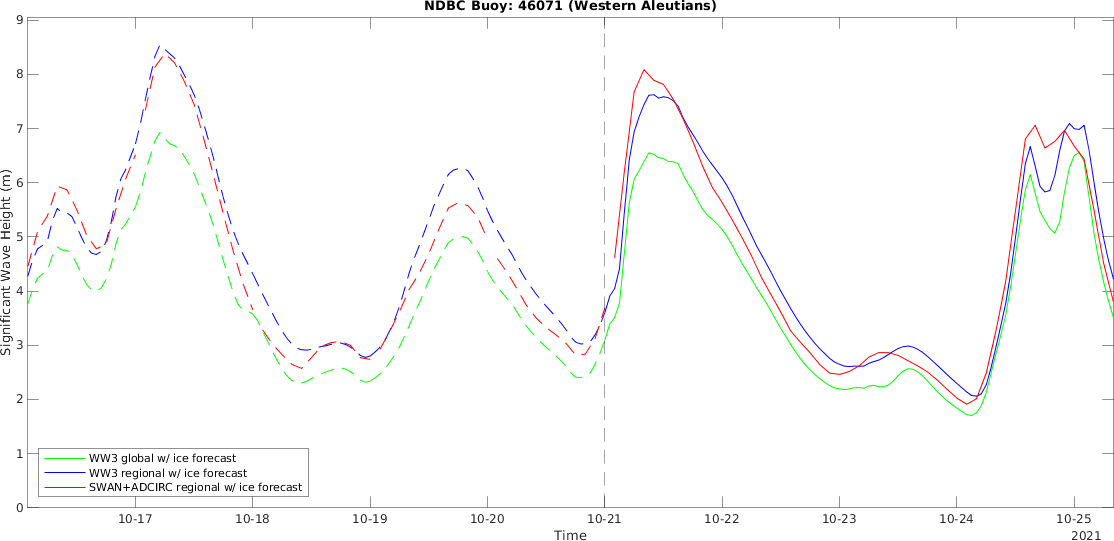 NDBC Buoy: 46071 (Western Aleutians)
9
8
7
6
5
4
3
2
1
0
Significant Wave Height (m)
WW3 global w/ ice forecast
WW3 regional w/ ice forecast
SWAN+ADCIRC regional w/ ice forecast
10-17 10-18 10-19 10-20 10-21 10-22 10-23 10-24 10-25
Time
2021